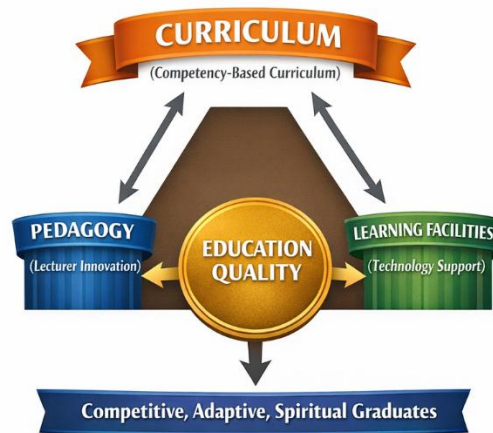 CURRICULUM
(Competency-Based Curriculum)
PEDAGOGY
(Lecturer Innovation)
EDUCATION
QUALITY
LEARNING FACILITIES
(Technology Support)
Competitive, Adaptive, Spiritual Graduates